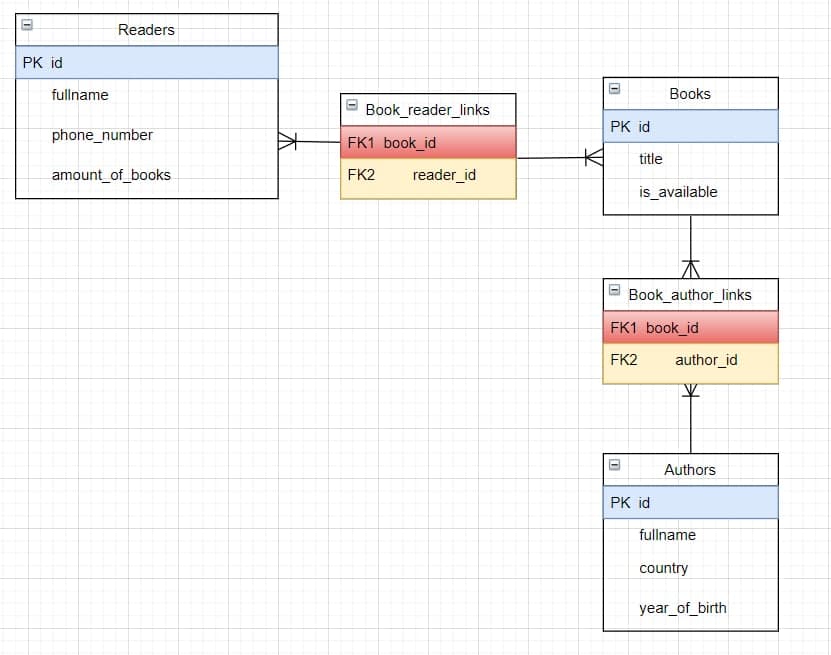 Readers
PK id
fullname
phone_number
amount_of_books
Book_reader_links
FK1 book_id
FK2 reader_id
Books
PK id
title
is_available
Book_author_links
FK1 book_id
FK2 author_id
Authors
PK id
fullname
country
year_of_birth